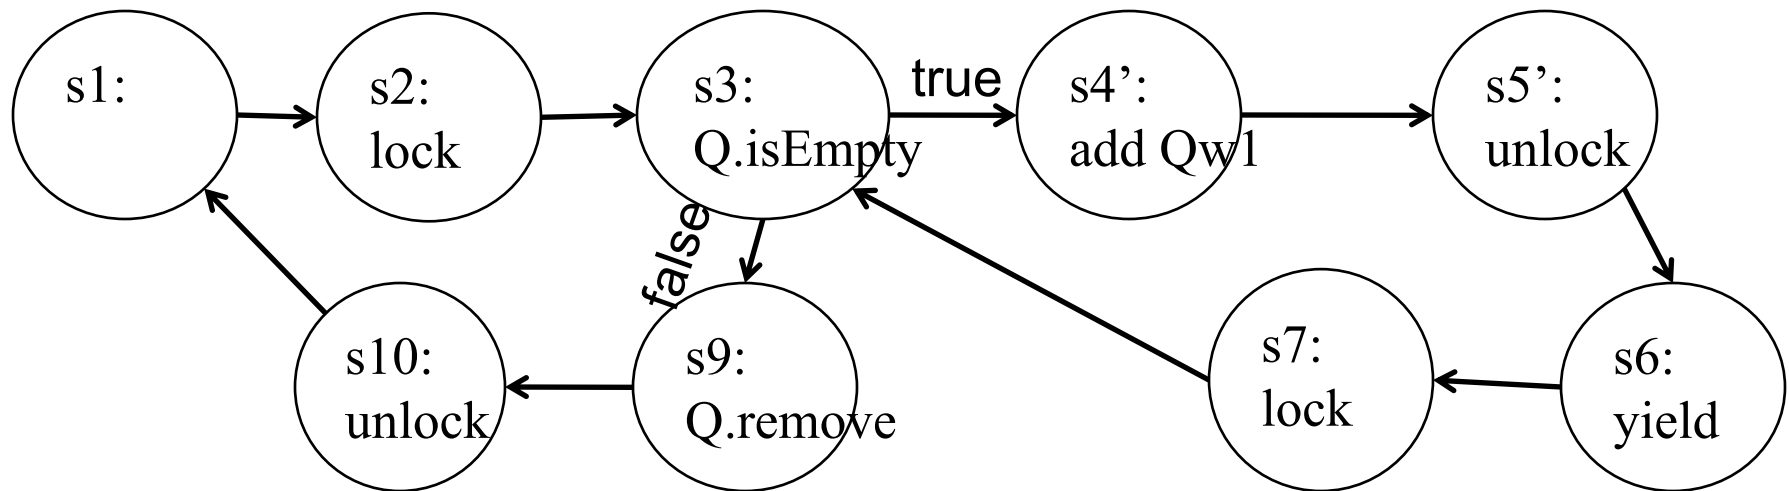 s1:
s2:
lock
s3:
Q.isEmpty
true
s4’:
add Qw1
s5’:
unlock
false
s10:
unlock
s9:
Q.remove
s7:
lock
s6:
yield